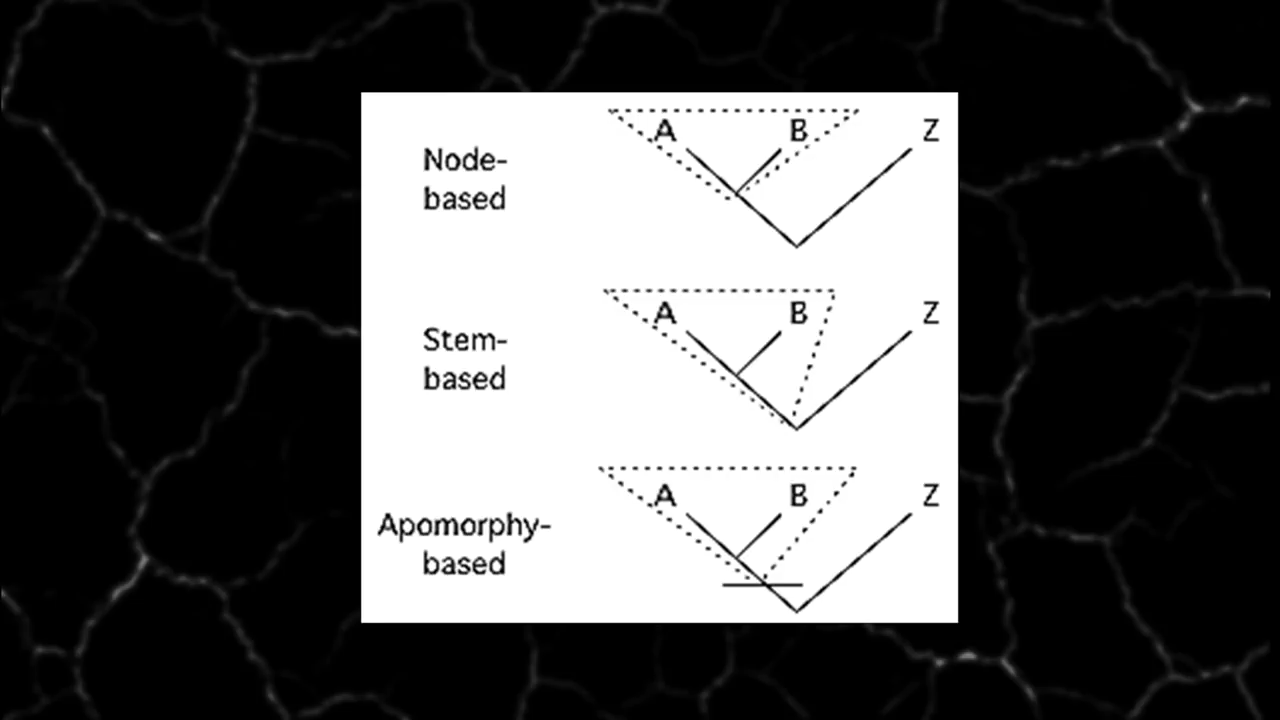 A B Z
Node-
based
A B Z
Stem-
based
A B Z
Apomorphy-
based